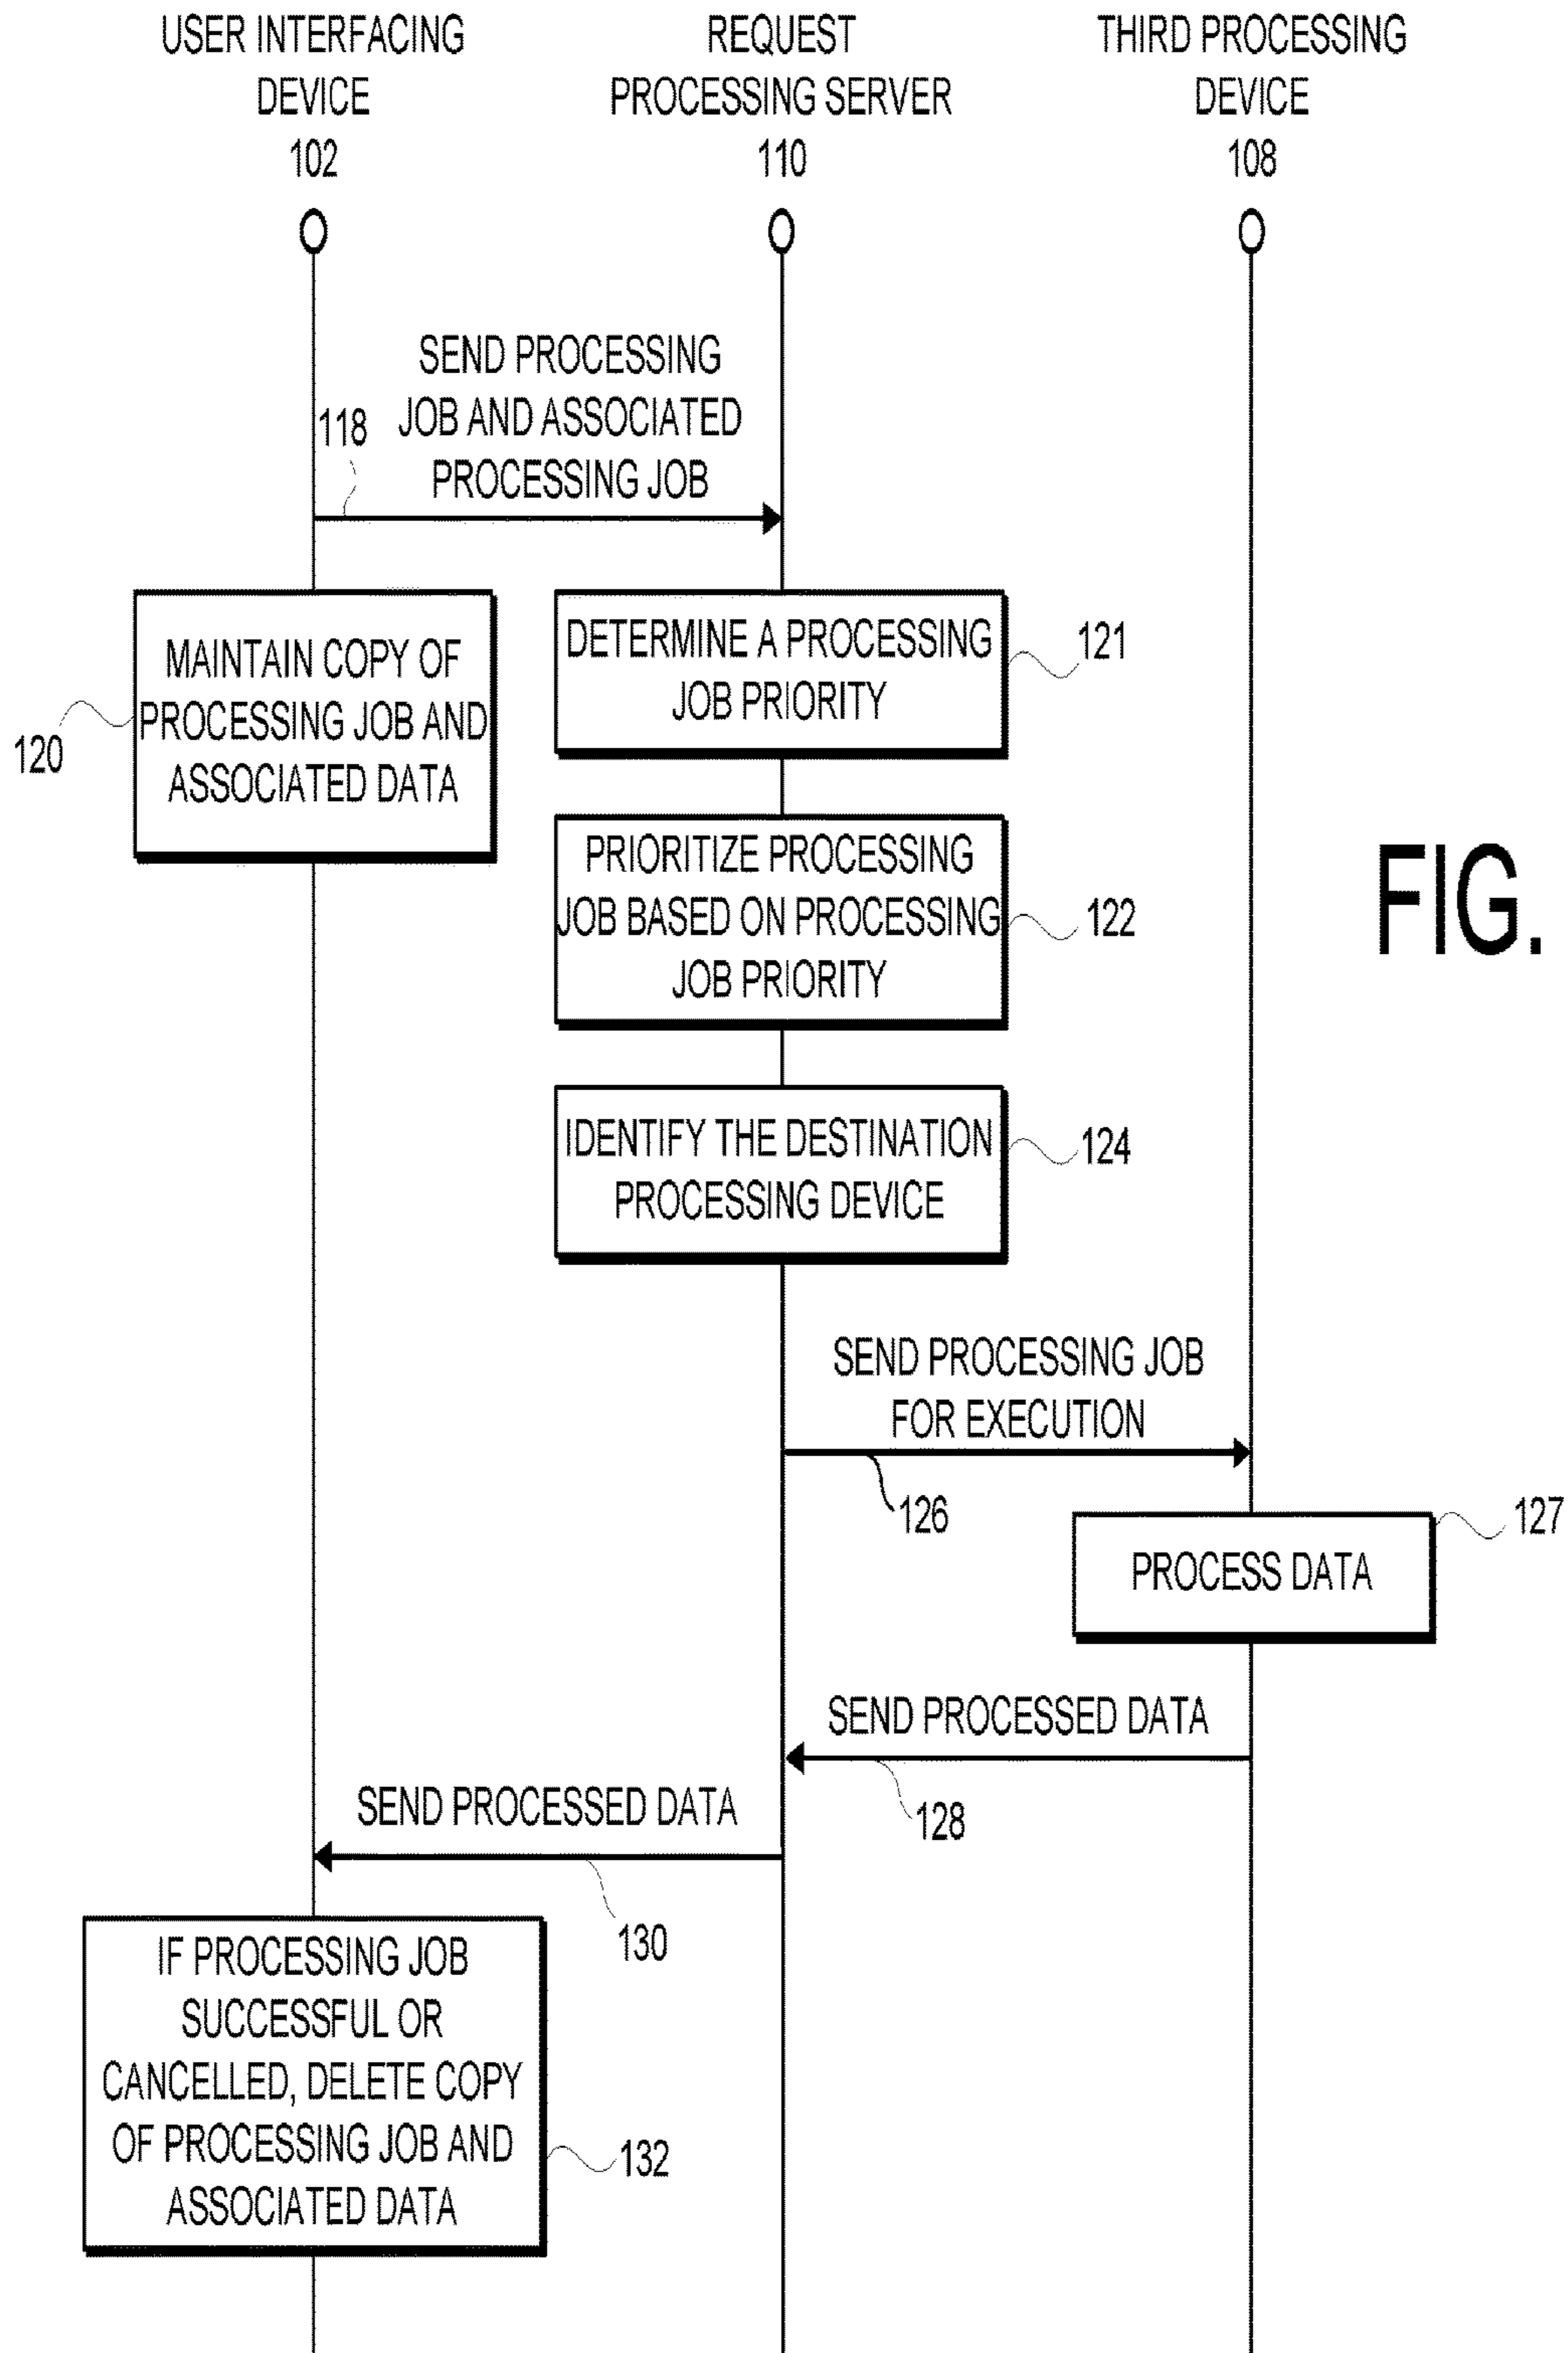 USER INTERFACING
DEVICE
102
REQUEST
PROCESSING SERVER
110
THIRD PROCESSING
DEVICE
108
SEND PROCESSING
JOB AND ASSOCIATED
PROCESSING JOB
118
MAINTAIN COPY OF
PROCESSING JOB AND
ASSOCIATED DATA
120
DETERMINE A PROCESSING
JOB PRIORITY
121
PRIORITIZE PROCESSING
JOB BASED ON PROCESSING
JOB PRIORITY
122
FIG.
IDENTIFY THE DESTINATION
PROCESSING DEVICE
124
SEND PROCESSING JOB
FOR EXECUTION
126
PROCESS DATA
127
SEND PROCESSED DATA
128
SEND PROCESSED DATA
130
IF PROCESSING JOB
SUCCESSFUL OR
CANCELLED, DELETE COPY
OF PROCESSING JOB AND
ASSOCIATED DATA
132